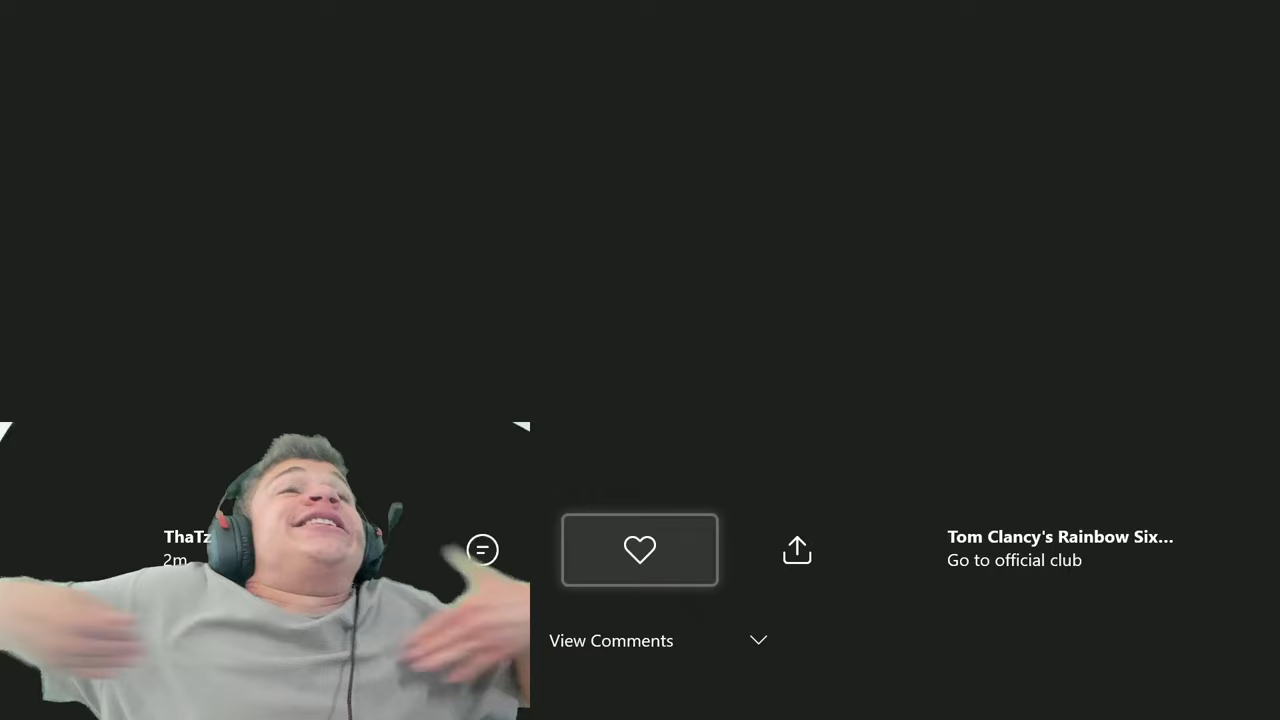 ThaTz
2m
Tom Clancy's Rainbow Six...
Go to official club
View Comments